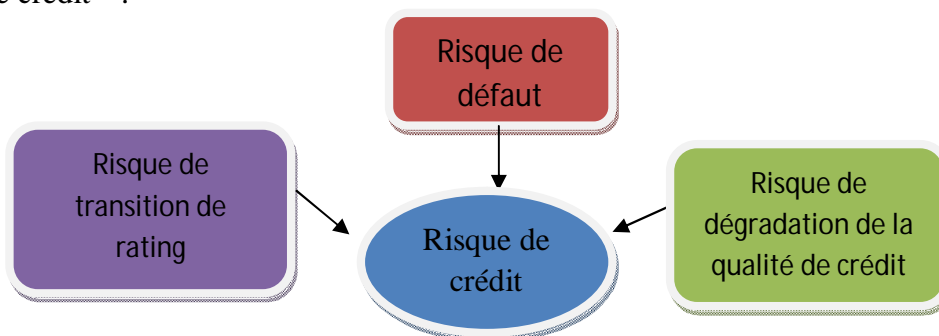 e crédit :
Risque de
défaut
Risque de
transition de
rating
Risque de
crédit
Risque de
dégradation de la
qualité de crédit